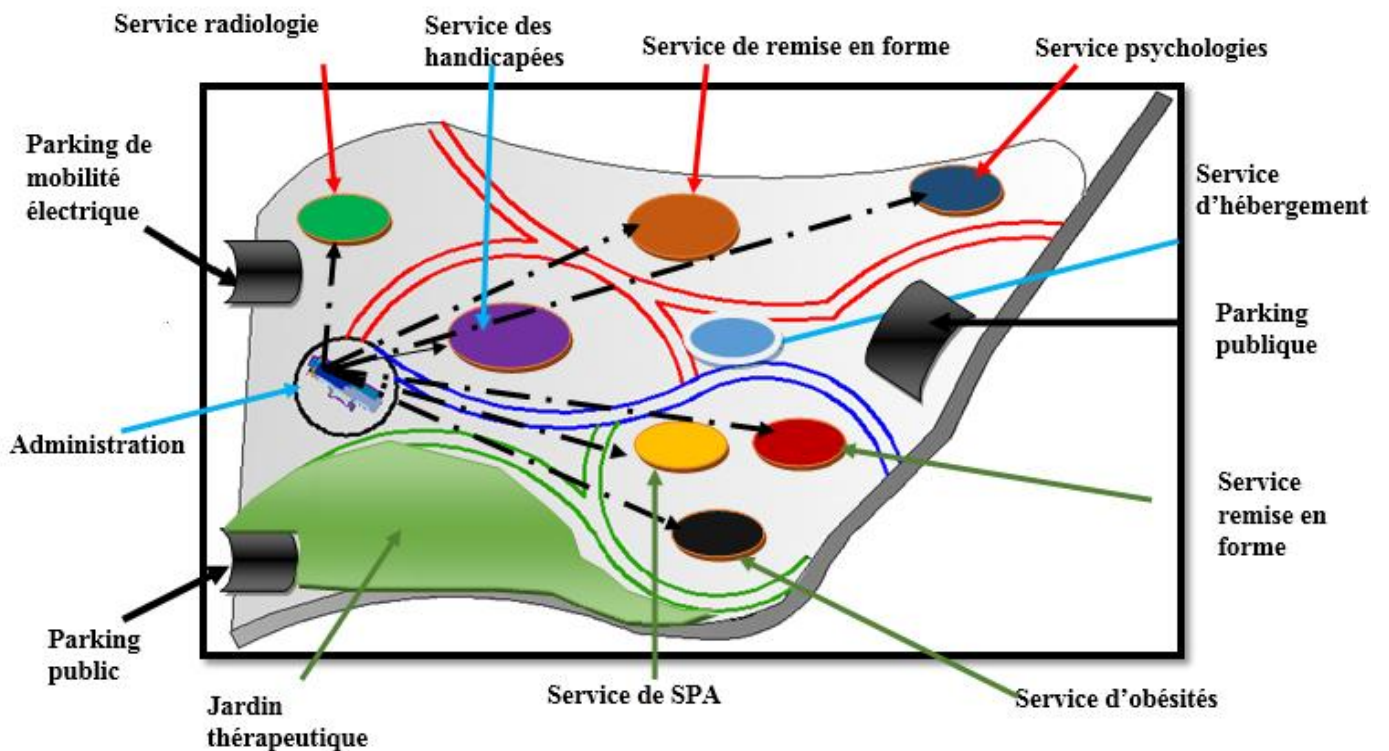 Service radiologie
Service des
handicapées
Service de remise en forme
Service psychologies
Parking de
mobilité
électrique
Service
d’hébergement
Parking
publique
Administration
Service
remise en
forme
Parking
public
Jardin
thérapeutique
Service de SPA
Service d’obésités